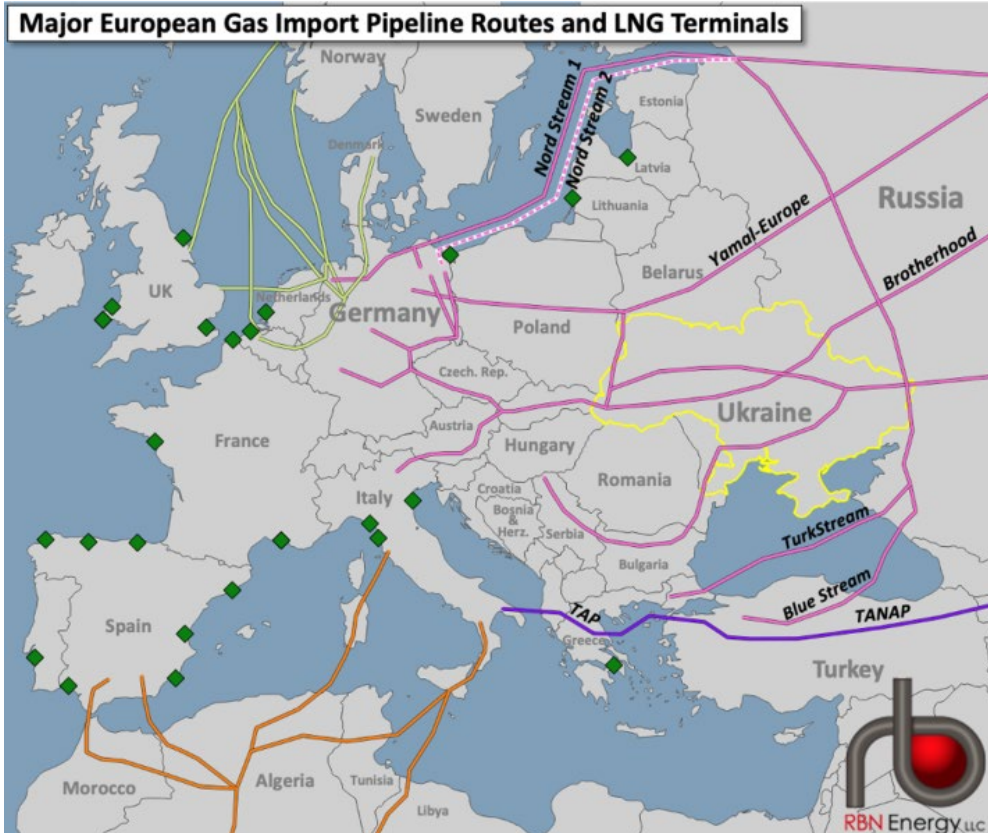 Major European Gas Import Pipeline Routes and LNG Terminals
Norway
Sweden
Estonia
Nord Stream 1
Nord Stream 2
Denmark
Latvia
Lithuania
Russia
Yamal-Europe
Brotherhood
Belarus
UK
Netherlands
Germany
Poland
Czech. Rep.
Ukraine
France
Austria
Hungary
Romania
Italy
Croatia
Bosnia
&
Herz.
Serbia
Bulgaria
TurkStream
Blue Stream
TAP
TANAP
Spain
Greece
Turkey
Morocco
Algeria
Tunisia
Libya
rb
RBN Energy LLC